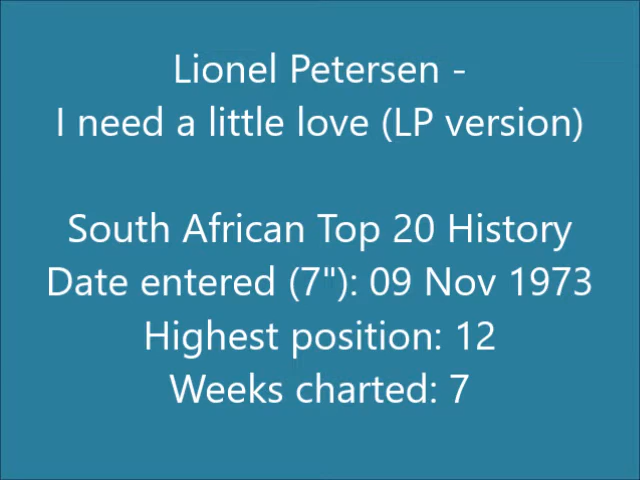 Lionel Petersen -
I need a little love (LP version)
South African Top 20 History
Date entered (7"): 09 Nov 1973
Highest position: 12
Weeks charted: 7